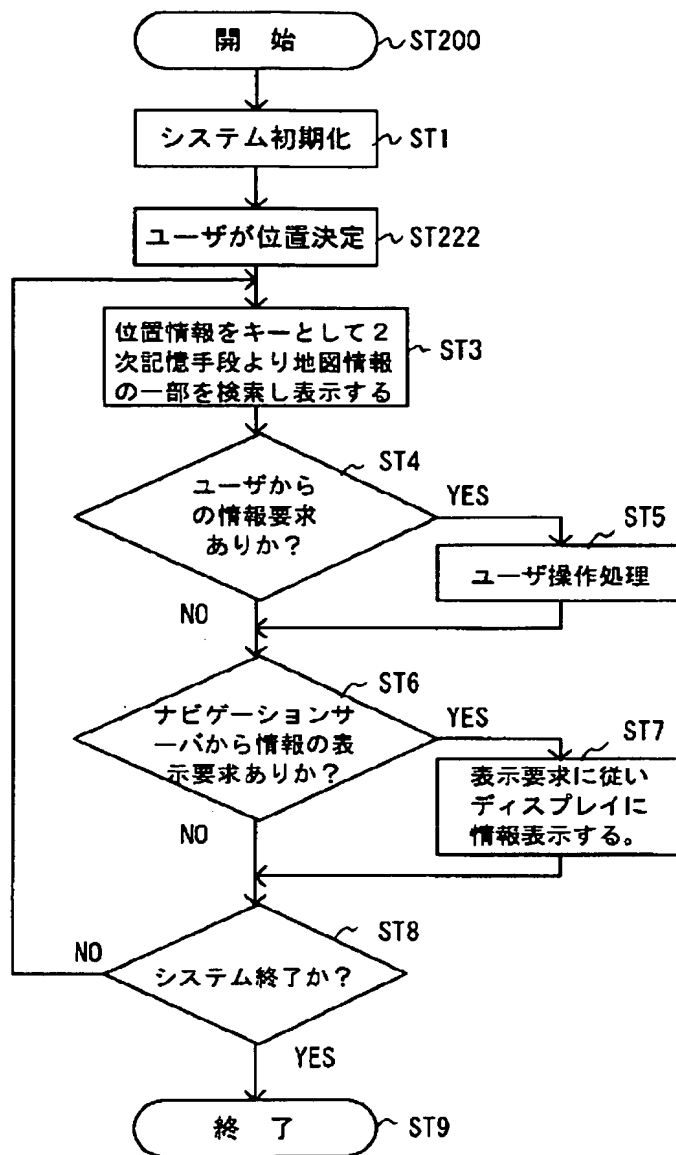 開 始
ST200
システム初期化
ST1
ユーザが位置決定
ST222
位置情報をキーとして2
次記憶手段より地図情報
の一部を検索し表示する
ST3
ST4
ユーザから
の情報要求
ありか?
YES
ST5
ユーザ操作処理
NO
ST6
ナビゲーションサ
ーバから情報の表
示要求ありか?
YES
ST7
表示要求に従い
ディスプレイに
情報表示する。
NO
ST8
NO
システム終了か?
YES
終 了
ST9